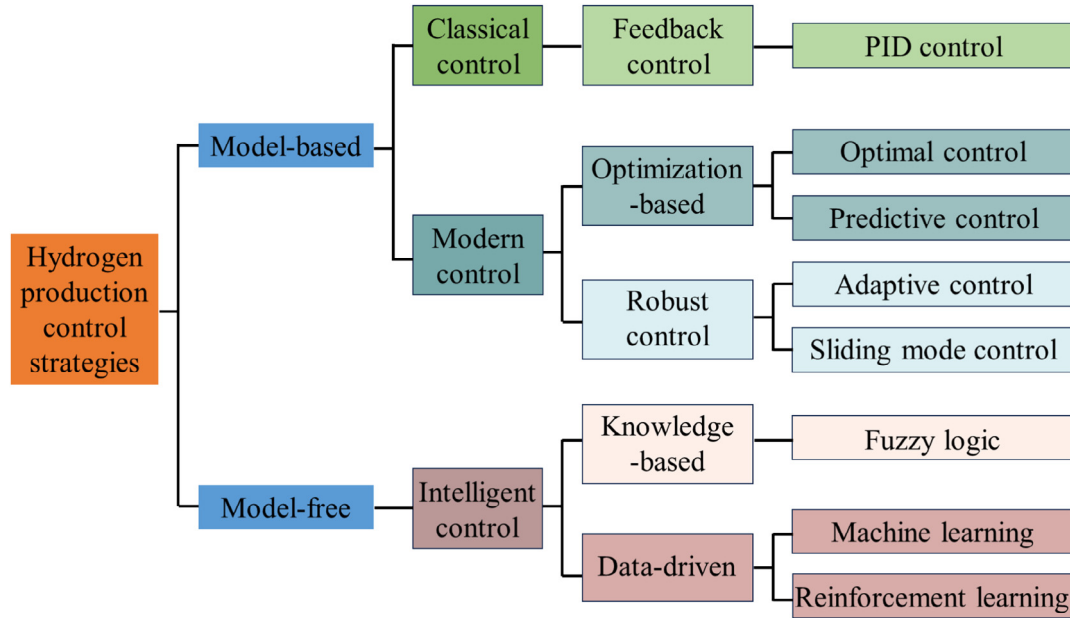 Hydrogen
production
control
strategies
Model-based
Model-free
Classical
control
Modern
control
Intelligent
control
Feedback
control
Optimization
-based
Robust
control
Knowledge
-based
Data-driven
PID control
Optimal control
Predictive control
Adaptive control
Sliding mode control
Fuzzy logic
Machine learning
Reinforcement learning